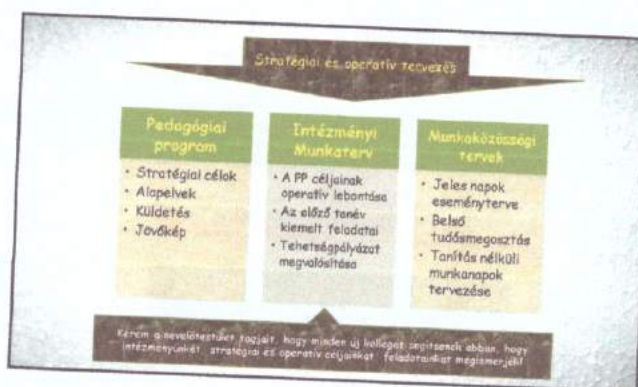 Stratégiai és operatív tervezés
Pedagógiai
program
• Stratégiai célok
• Alapelvek
• Küldetés
• Jövőkép
Intézményi
Munkaterv
• A PP céljainak
operatív lebontása
• Az előző tanév
kiemelt feladatai
• Tehetségpályázat
megvalósítása
Munkaközösségi
tervek
• Jeles napok
eseményterve
• Belső
tudásmegosztás
• Tanítás nélküli
munkanapok
tervezése
Kérem a nevelőtestület tagjait, hogy minden új kollégát segítsenek abban, hogy
intézményünket, stratégiai és operatív céljainkat, feladatainkat megismerjék!